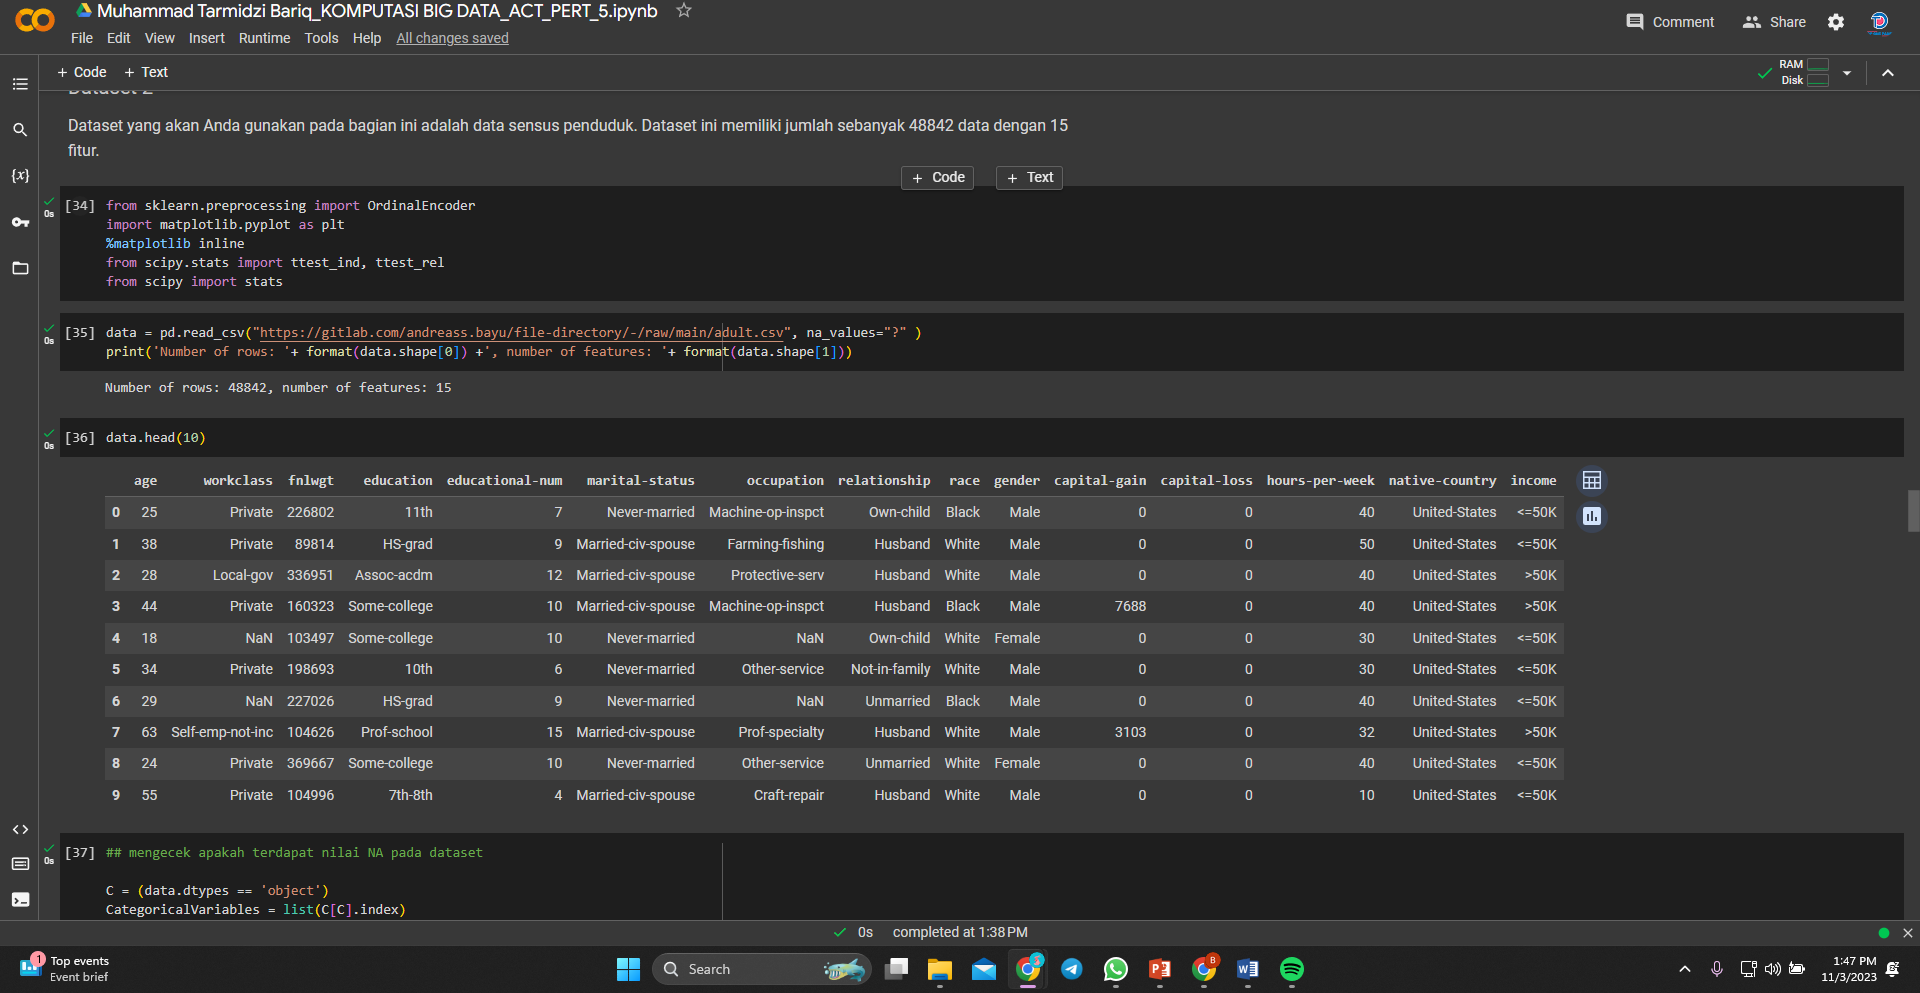 Muhammad Tarmidzi Bariq_KOMPUTASI BIG DATA_ACT_PERT_5.ipynb
File Edit View Insert Runtime Tools Help All changes saved
Comment Share
+ Code + Text
RAM
Disk
Dataset 2
Dataset yang akan Anda gunakan pada bagian ini adalah data sensus penduduk. Dataset ini memiliki jumlah sebanyak 48842 data dengan 15
fitur.
+ Code + Text
0s
[34] from sklearn.preprocessing import OrdinalEncoder
import matplotlib.pyplot as plt
%matplotlib inline
from scipy.stats import ttest_ind, ttest_rel
from scipy import stats
0s
[35] data = pd.read_csv("https://gitlab.com/andreass.bayu/file-directory/-/raw/main/adult.csv", na_values="?" )
print('Number of rows: '+ format(data.shape[0]) +', number of features: '+ format(data.shape[1]))
Number of rows: 48842, number of features: 15
0s
[36] data.head(10)
age workclass fnlwgt education educational-num marital-status occupation relationship race gender capital-gain capital-loss hours-per-week native-country income
0 25 Private 226802 11th 7 Never-married Machine-op-inspct Own-child Black Male 0 0 40 United-States <=50K
1 38 Private 89814 HS-grad 9 Married-civ-spouse Farming-fishing Husband White Male 0 0 50 United-States <=50K
2 28 Local-gov 336951 Assoc-acdm 12 Married-civ-spouse Protective-serv Husband White Male 0 0 40 United-States >50K
3 44 Private 160323 Some-college 10 Married-civ-spouse Machine-op-inspct Husband Black Male 7688 0 40 United-States >50K
4 18 NaN 103497 Some-college 10 Never-married NaN Own-child White Female 0 0 30 United-States <=50K
5 34 Private 198693 10th 6 Never-married Other-service Not-in-family White Male 0 0 30 United-States <=50K
6 29 NaN 227026 HS-grad 9 Never-married NaN Unmarried Black Male 0 0 40 United-States <=50K
7 63 Self-emp-not-inc 104626 Prof-school 15 Married-civ-spouse Prof-specialty Husband White Male 3103 0 32 United-States >50K
8 24 Private 369667 Some-college 10 Never-married Other-service Unmarried White Female 0 0 40 United-States <=50K
9 55 Private 104996 7th-8th 4 Married-civ-spouse Craft-repair Husband White Male 0 0 10 United-States <=50K
0s
[37] ## mengecek apakah terdapat nilai NA pada dataset
C = (data.dtypes == 'object')
CategoricalVariables = list(C[C].index)
0s completed at 1:38 PM
1
Top events
Event brief
Search
1:47 PM
11/3/2023